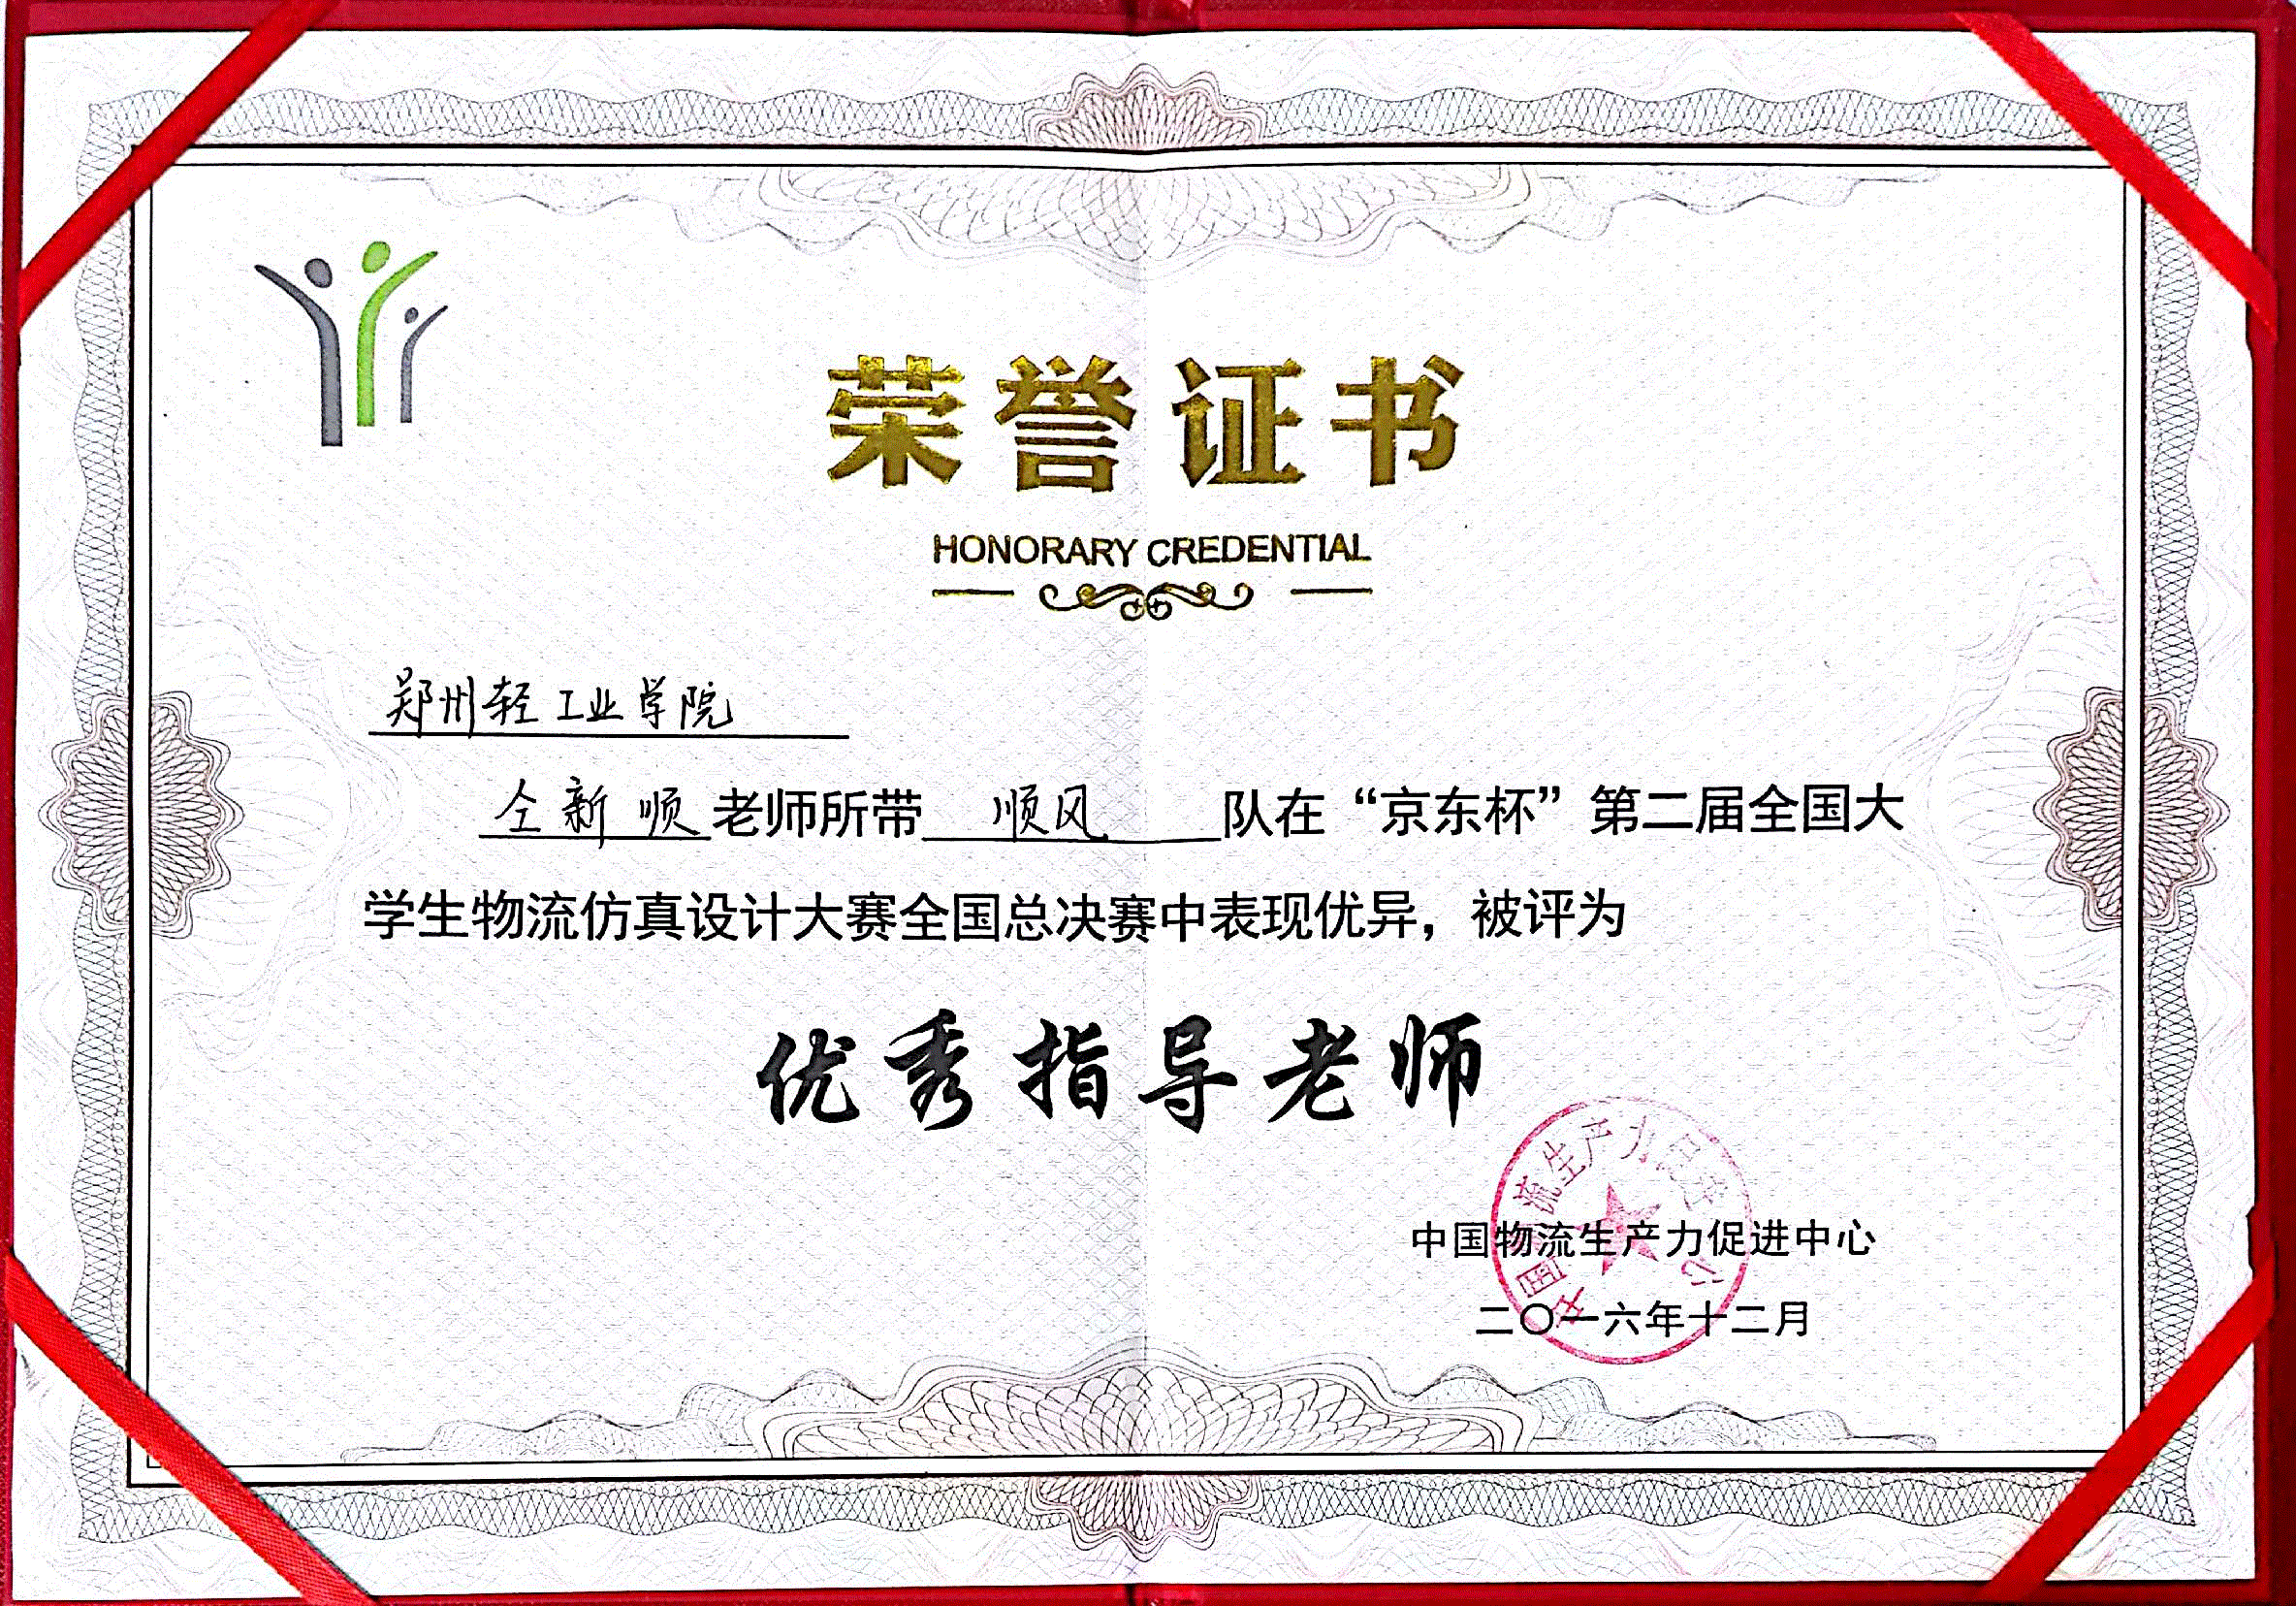 荣誉证书
HONORARY CREDENTIAL
郑州轻工业学院
仝新顺老师所带 顺风 队在“京东杯”第二届全国大
学生物流仿真设计大赛全国总决赛中表现优异，被评为
优秀指导老师
中国物流生产力促进中心
二〇一六年十二月